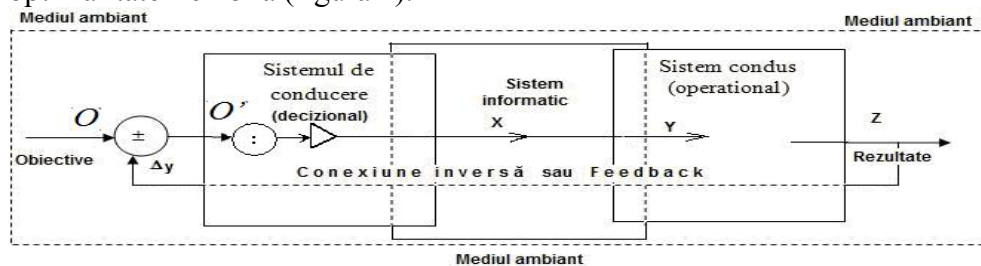 Mediul ambiant
Mediul ambiant
Sistemul de
conducere
(decizional)
Sistem
informatic
Sistem condus
(operational)
O
±
O'
:
X
Y
Z
Obiective
Δy
Rezultate
Conexiune inversă sau Feedback
Mediul ambiant